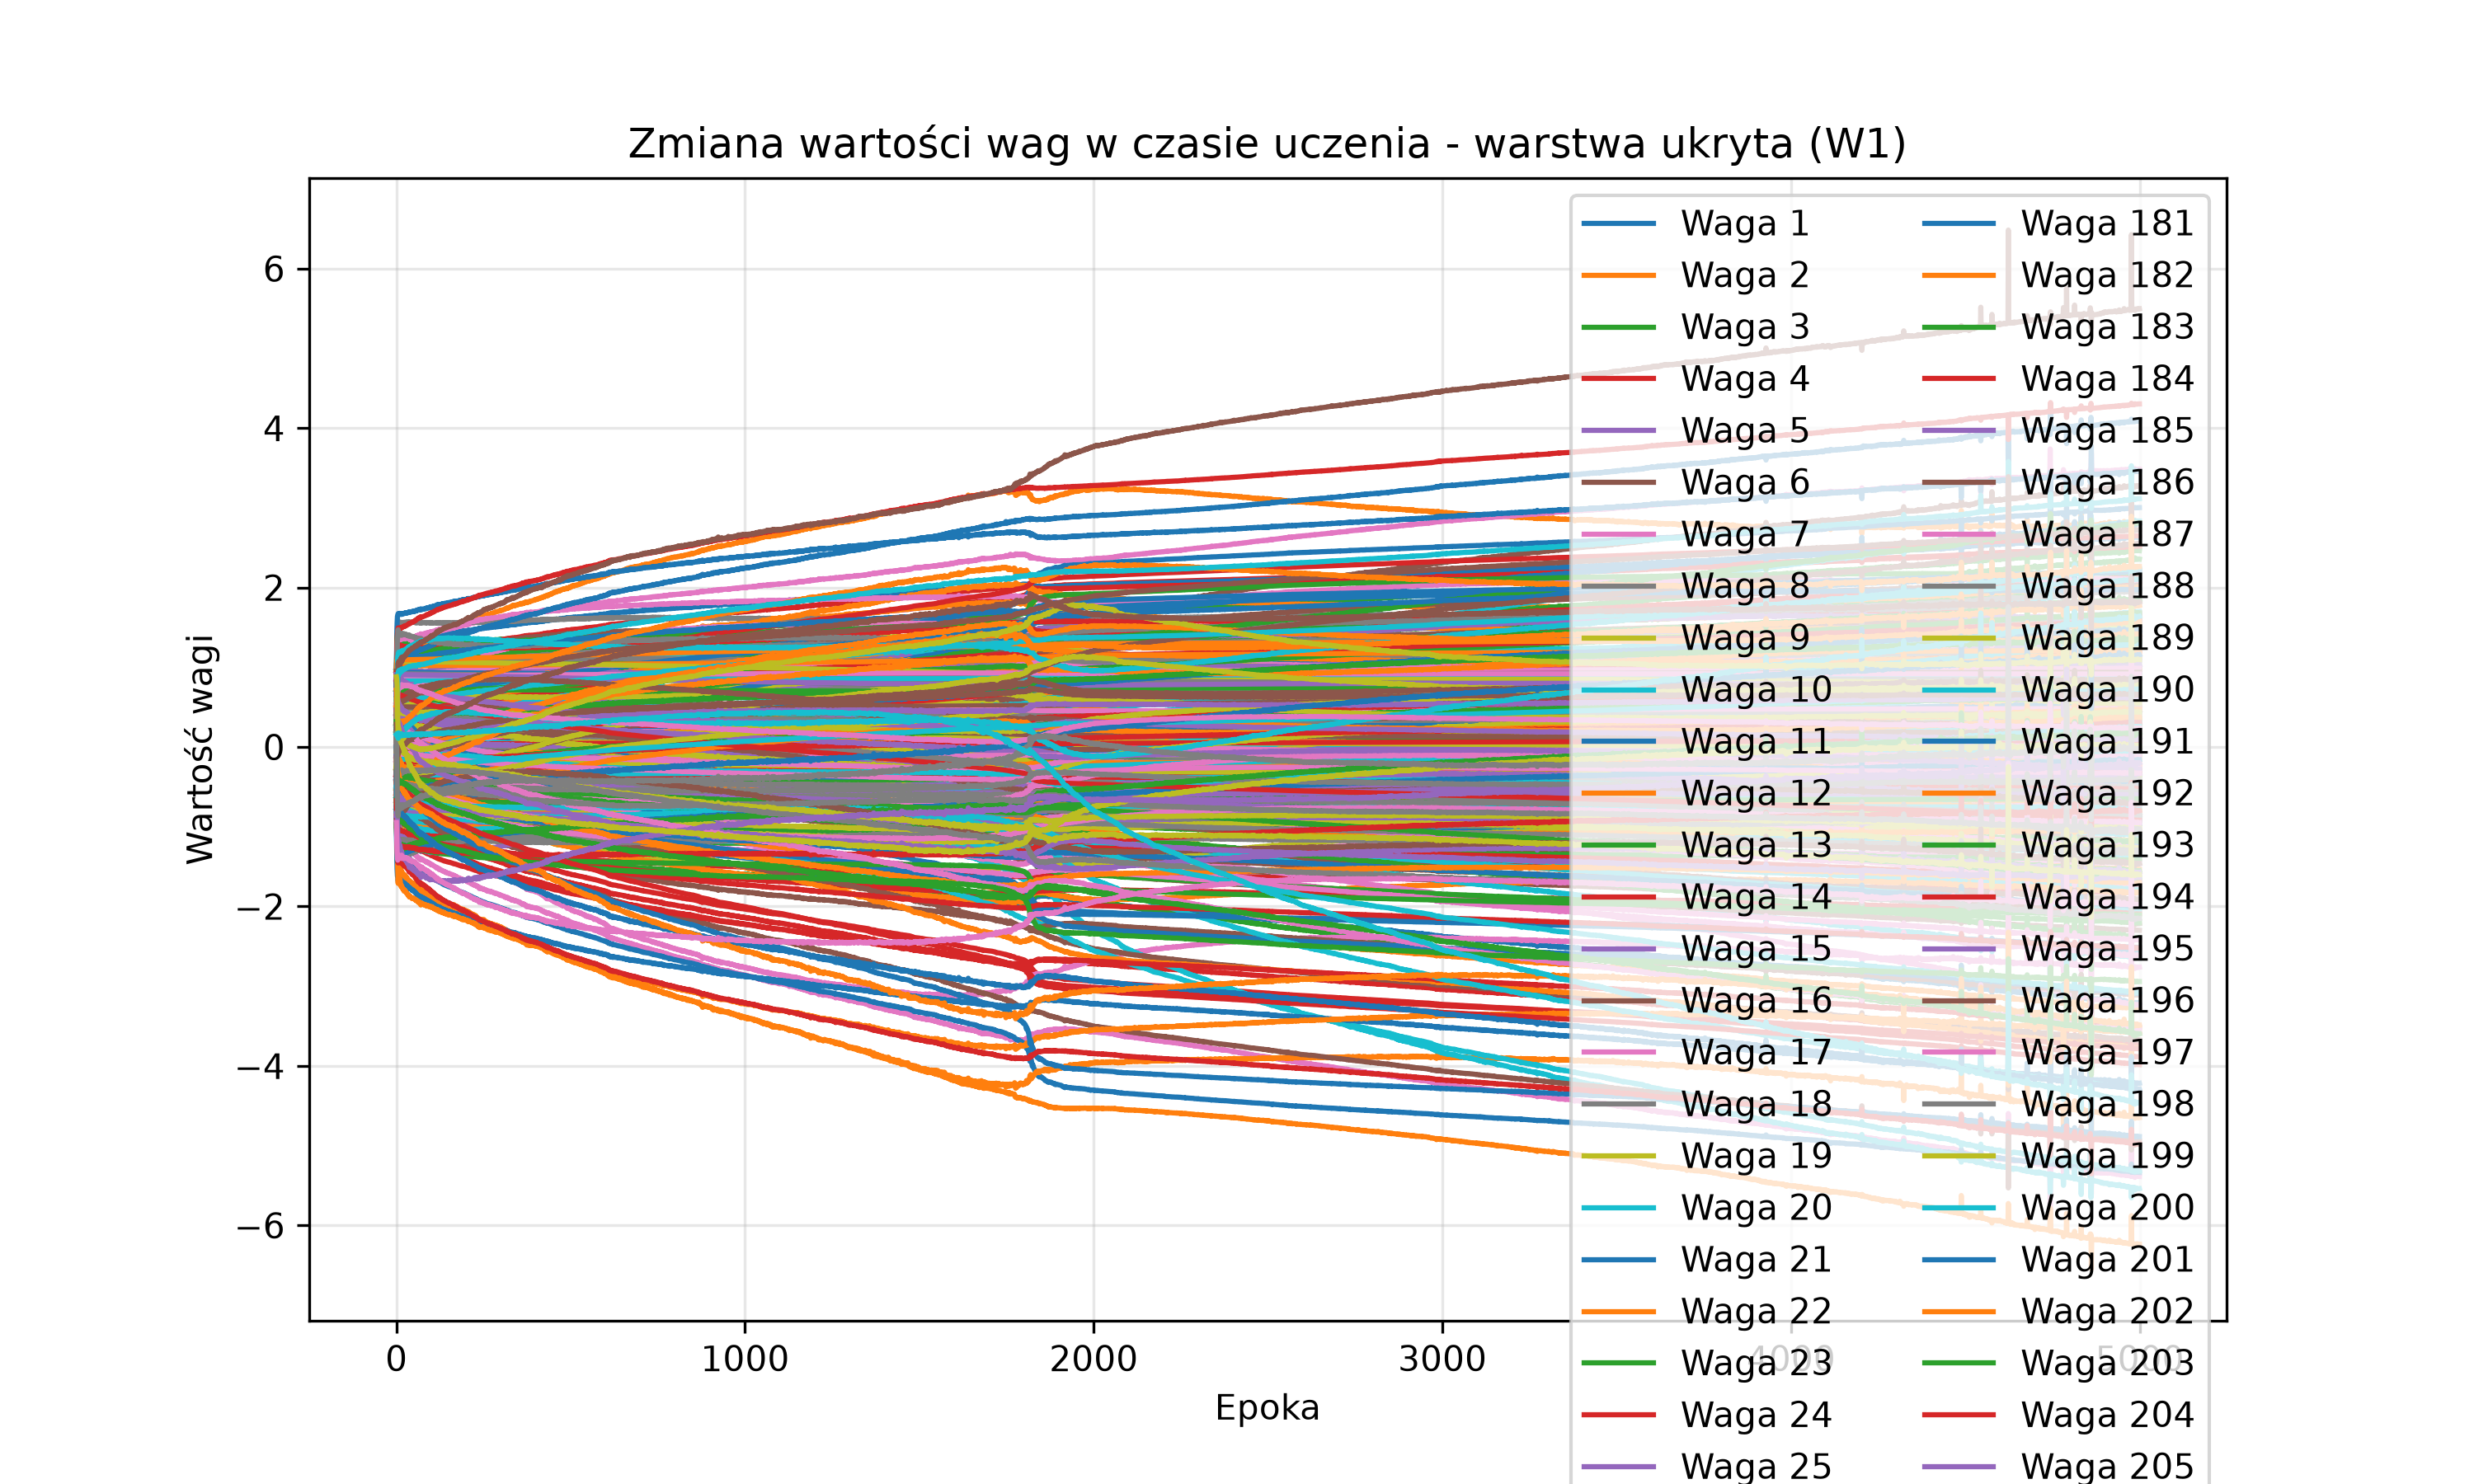 Zmiana wartości wag w czasie uczenia - warstwa ukryta (W1)
Wartość wagi
6
4
2
0
−2
−4
−6
0
1000
2000
3000
4000
5000
Epoka
Waga 1
Waga 2
Waga 3
Waga 4
Waga 5
Waga 6
Waga 7
Waga 8
Waga 9
Waga 10
Waga 11
Waga 12
Waga 13
Waga 14
Waga 15
Waga 16
Waga 17
Waga 18
Waga 19
Waga 20
Waga 21
Waga 22
Waga 23
Waga 24
Waga 25
Waga 181
Waga 182
Waga 183
Waga 184
Waga 185
Waga 186
Waga 187
Waga 188
Waga 189
Waga 190
Waga 191
Waga 192
Waga 193
Waga 194
Waga 195
Waga 196
Waga 197
Waga 198
Waga 199
Waga 200
Waga 201
Waga 202
Waga 203
Waga 204
Waga 205